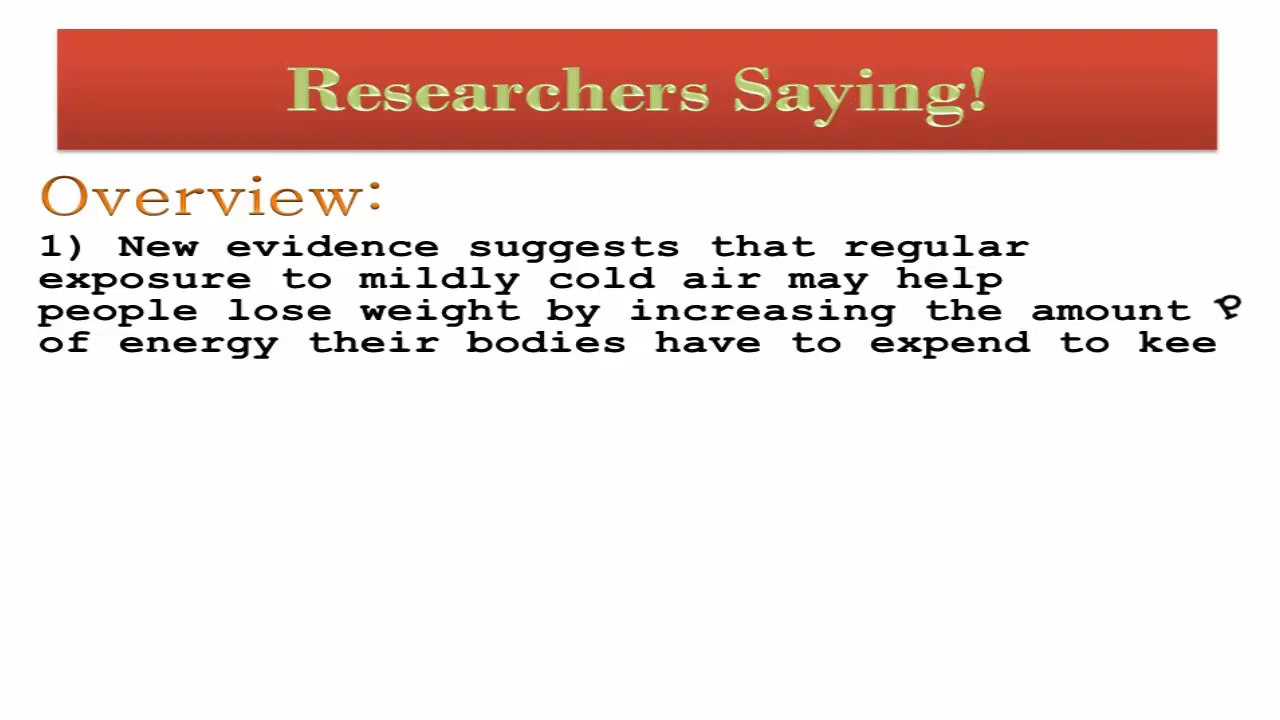 Researchers Saying!
Overview:
1) New evidence suggests that regular
exposure to mildly cold air may help
people lose weight by increasing the amount
of energy their bodies have to expend to keep